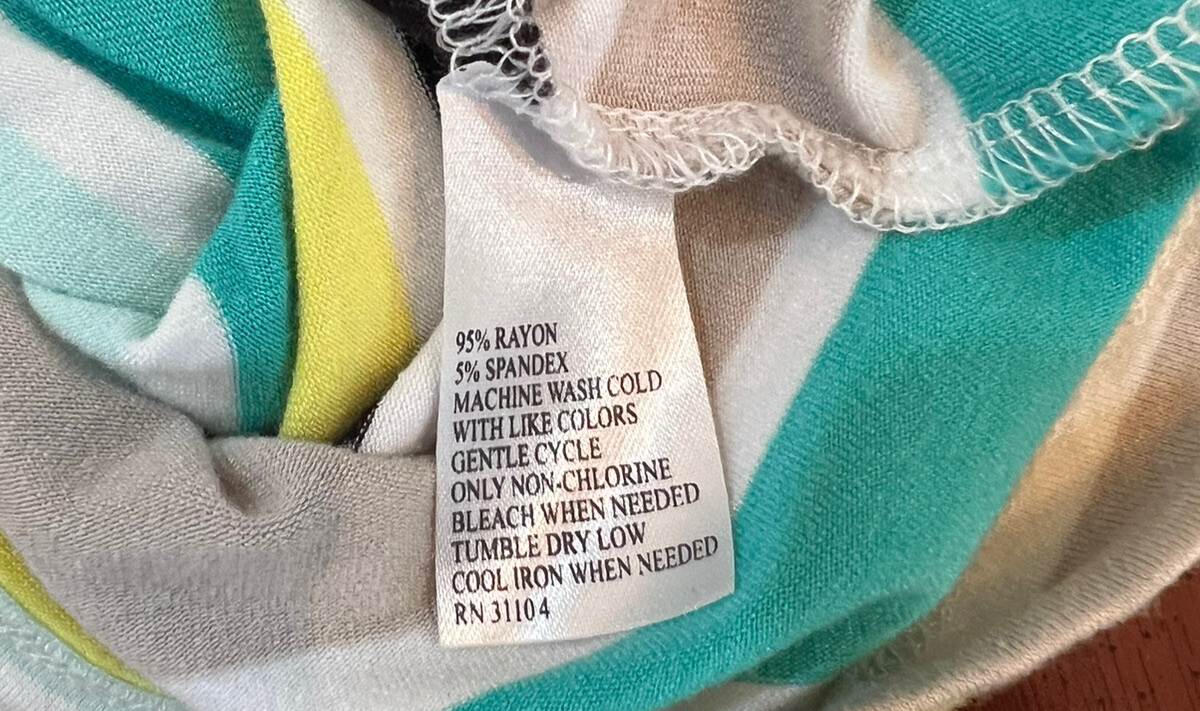 95% RAYON
5% SPANDEX
MACHINE WASH COLD
WITH LIKE COLORS
GENTLE CYCLE
ONLY NON-CHLORINE
BLEACH WHEN NEEDED
TUMBLE DRY LOW
COOL IRON WHEN NEEDED
RN 31104